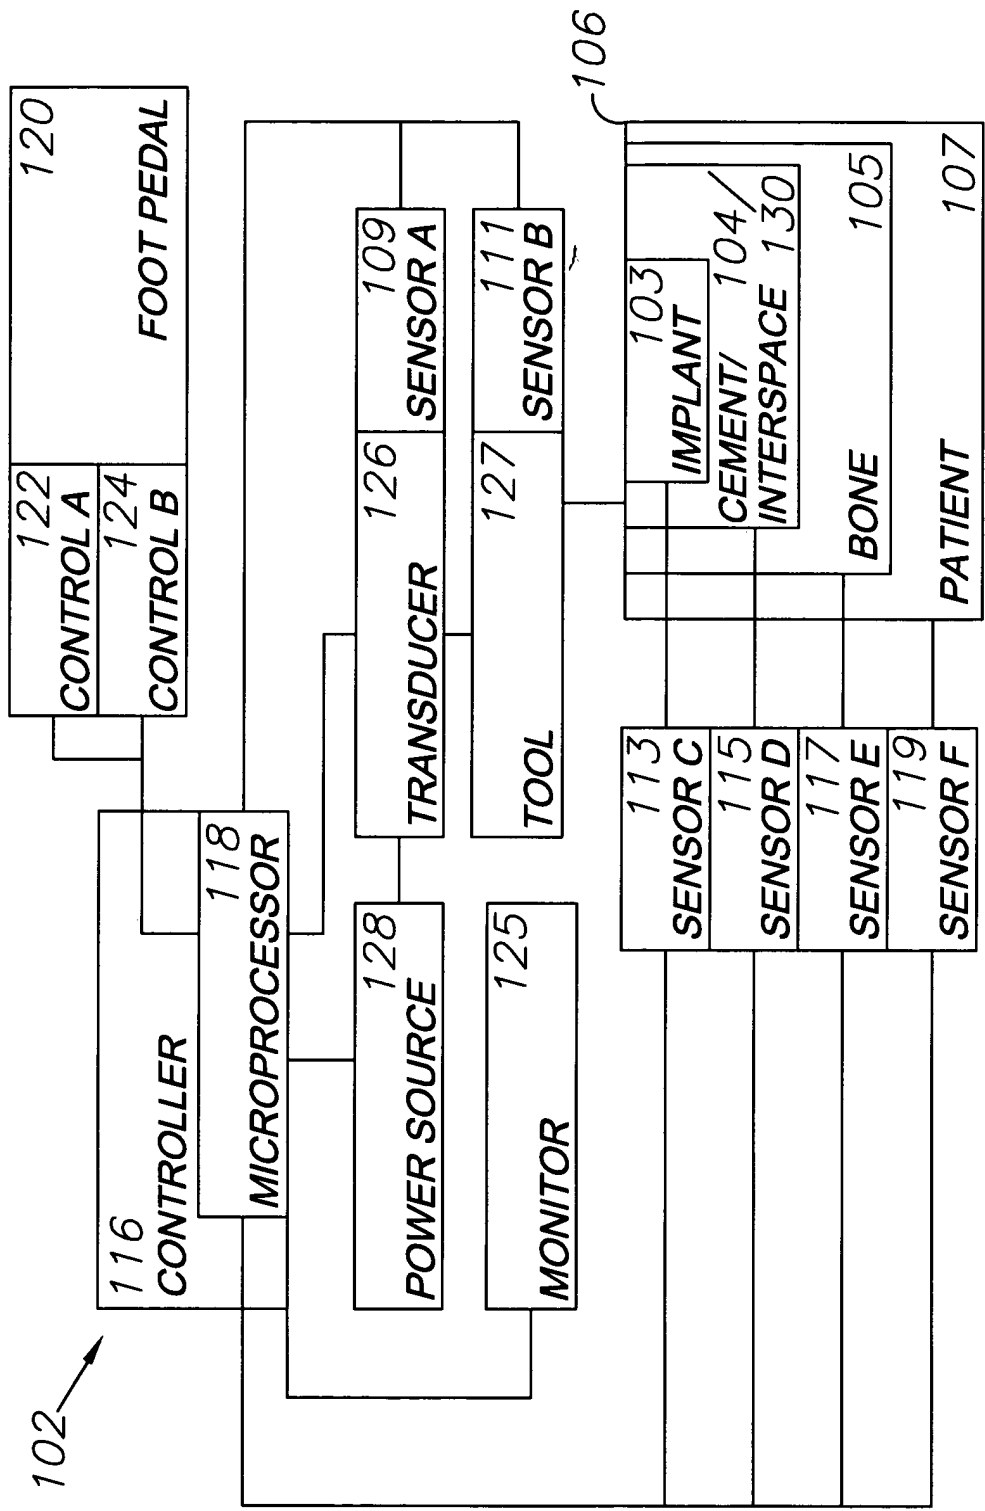 102
116
CONTROLLER
118
MICROPROCESSOR
122
CONTROL A
124
CONTROL B
120
FOOT PEDAL
128
POWER SOURCE
125
MONITOR
126
TRANSDUCER
109
SENSOR A
127
TOOL
111
SENSOR B
113
SENSOR C
115
SENSOR D
117
SENSOR E
119
SENSOR F
106
103
IMPLANT
CEMENT/ 104/
INTERSPACE 130
105
BONE
107
PATIENT